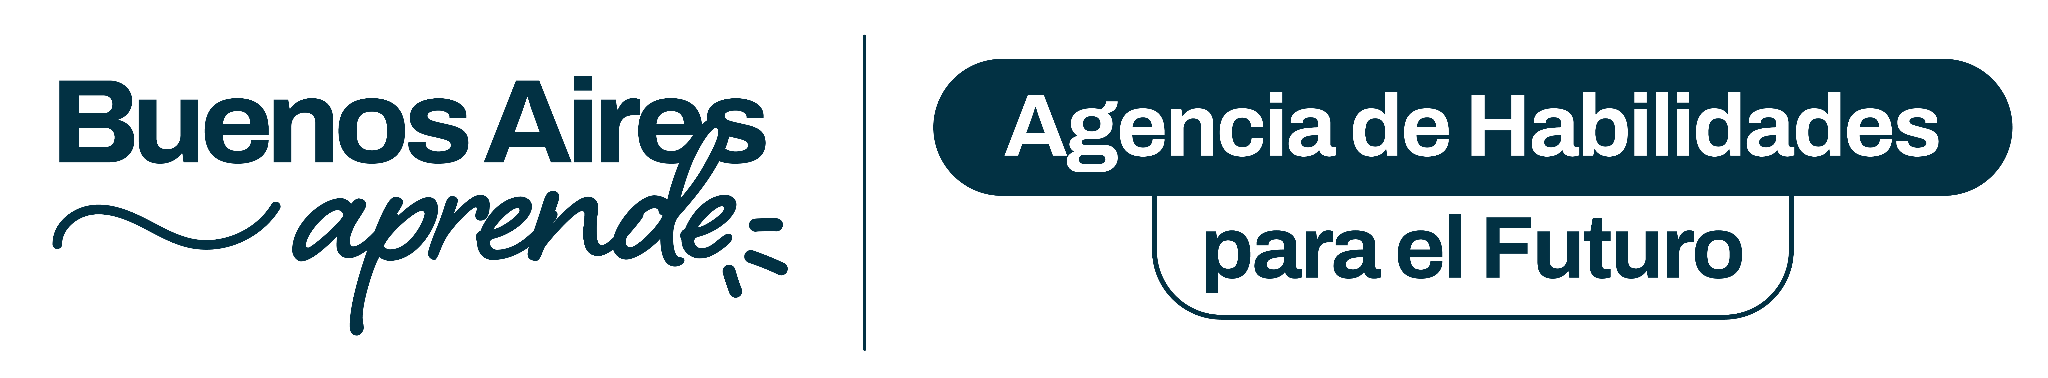 Buenos Aires
aprende
Agencia de Habilidades
para el Futuro